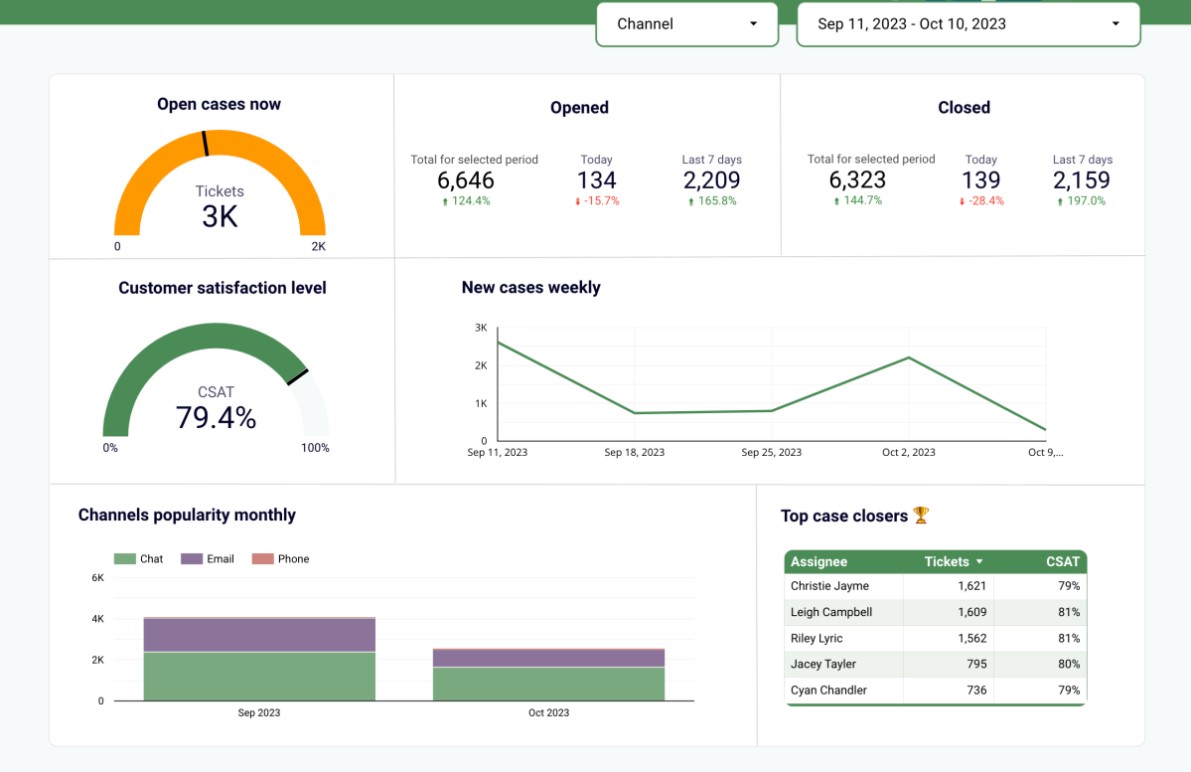 Channel
Sep 11, 2023 - Oct 10, 2023
Open cases now
Tickets
3K
0 2K
Opened
Total for selected period Today Last 7 days
6,646 134 2,209
124.4% -15.7% 165.8%
Closed
Total for selected period Today Last 7 days
6,323 139 2,159
144.7% -28.4% 197.0%
Customer satisfaction level
CSAT
79.4%
0% 100%
New cases weekly
3K
2K
1K
0
Sep 11, 2023 Sep 18, 2023 Sep 25, 2023 Oct 2, 2023 Oct 9,...
Channels popularity monthly
Chat Email Phone
6K
4K
2K
0
Sep 2023 Oct 2023
Top case closers 🏆
Assignee Tickets CSAT
Christie Jayme 1,621 79%
Leigh Campbell 1,609 81%
Riley Lyric 1,562 81%
Jacey Tayler 795 80%
Cyan Chandler 736 79%